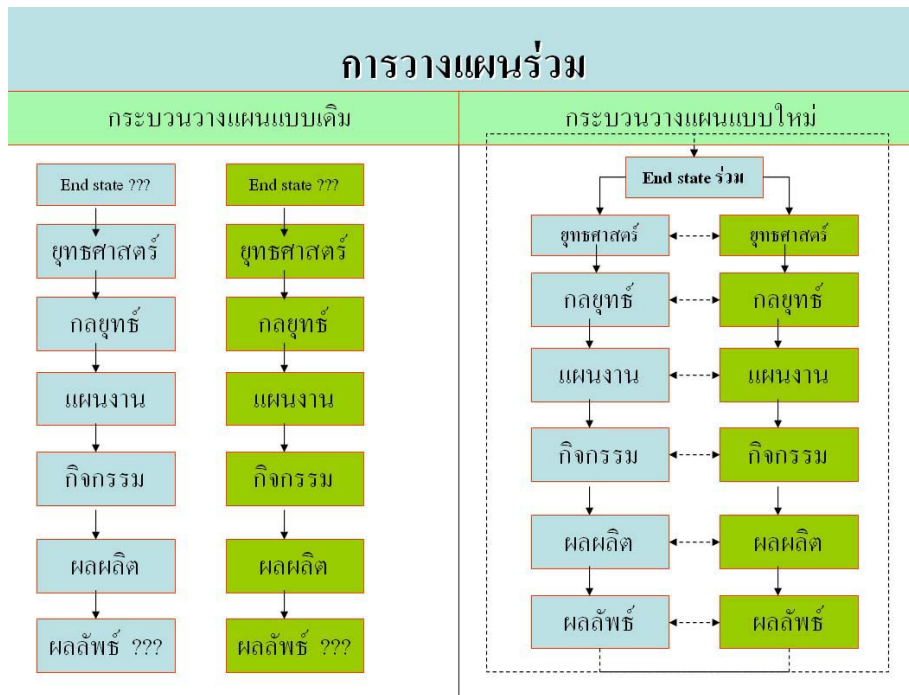 การวางแผนร่วม
กระบวนวางแผนแบบเดิม
กระบวนวางแผนแบบใหม่
End state ???
End state ???
ยุทธศาสตร์
ยุทธศาสตร์
กลยุทธ์
กลยุทธ์
แผนงาน
แผนงาน
กิจกรรม
กิจกรรม
ผลผลิต
ผลผลิต
ผลลัพธ์ ???
ผลลัพธ์ ???
End state ร่วม
ยุทธศาสตร์
ยุทธศาสตร์
กลยุทธ์
กลยุทธ์
แผนงาน
แผนงาน
กิจกรรม
กิจกรรม
ผลผลิต
ผลผลิต
ผลลัพธ์
ผลลัพธ์